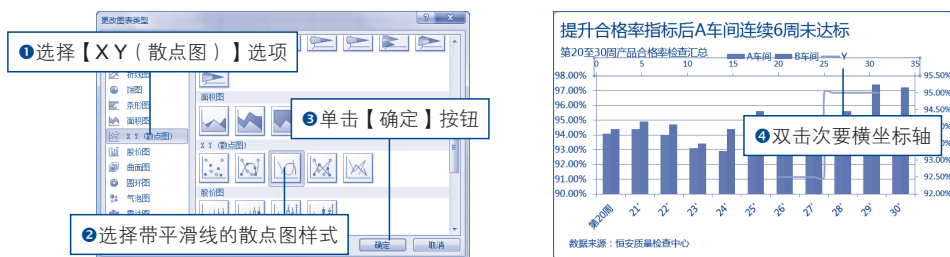 更改图表类型
❶选择【X Y（散点图）】选项
折线图
饼图
条形图
面积图
X Y (散点图)
股价图
曲面图
圆环图
气泡图
雷达图
面积图
❸单击【确定】按钮
X Y (散点图)
股价图
❷选择带平滑线的散点图样式
确定
取消
提升合格率指标后A车间连续6周未达标
第20至30周产品合格率检查汇总
A车间 B车间 Y
0 5 10 15 20 25 30 35
98.00%
97.00%
96.00%
95.00%
94.00%
93.00%
92.00%
91.00%
90.00%
95.50%
95.00%
94.50%
94.00%
93.00%
92.50%
92.00%
❹双击次要横坐标轴
第20周 21' 22' 23' 24' 25' 26' 27' 28' 29' 30'
数据来源：恒安质量检查中心